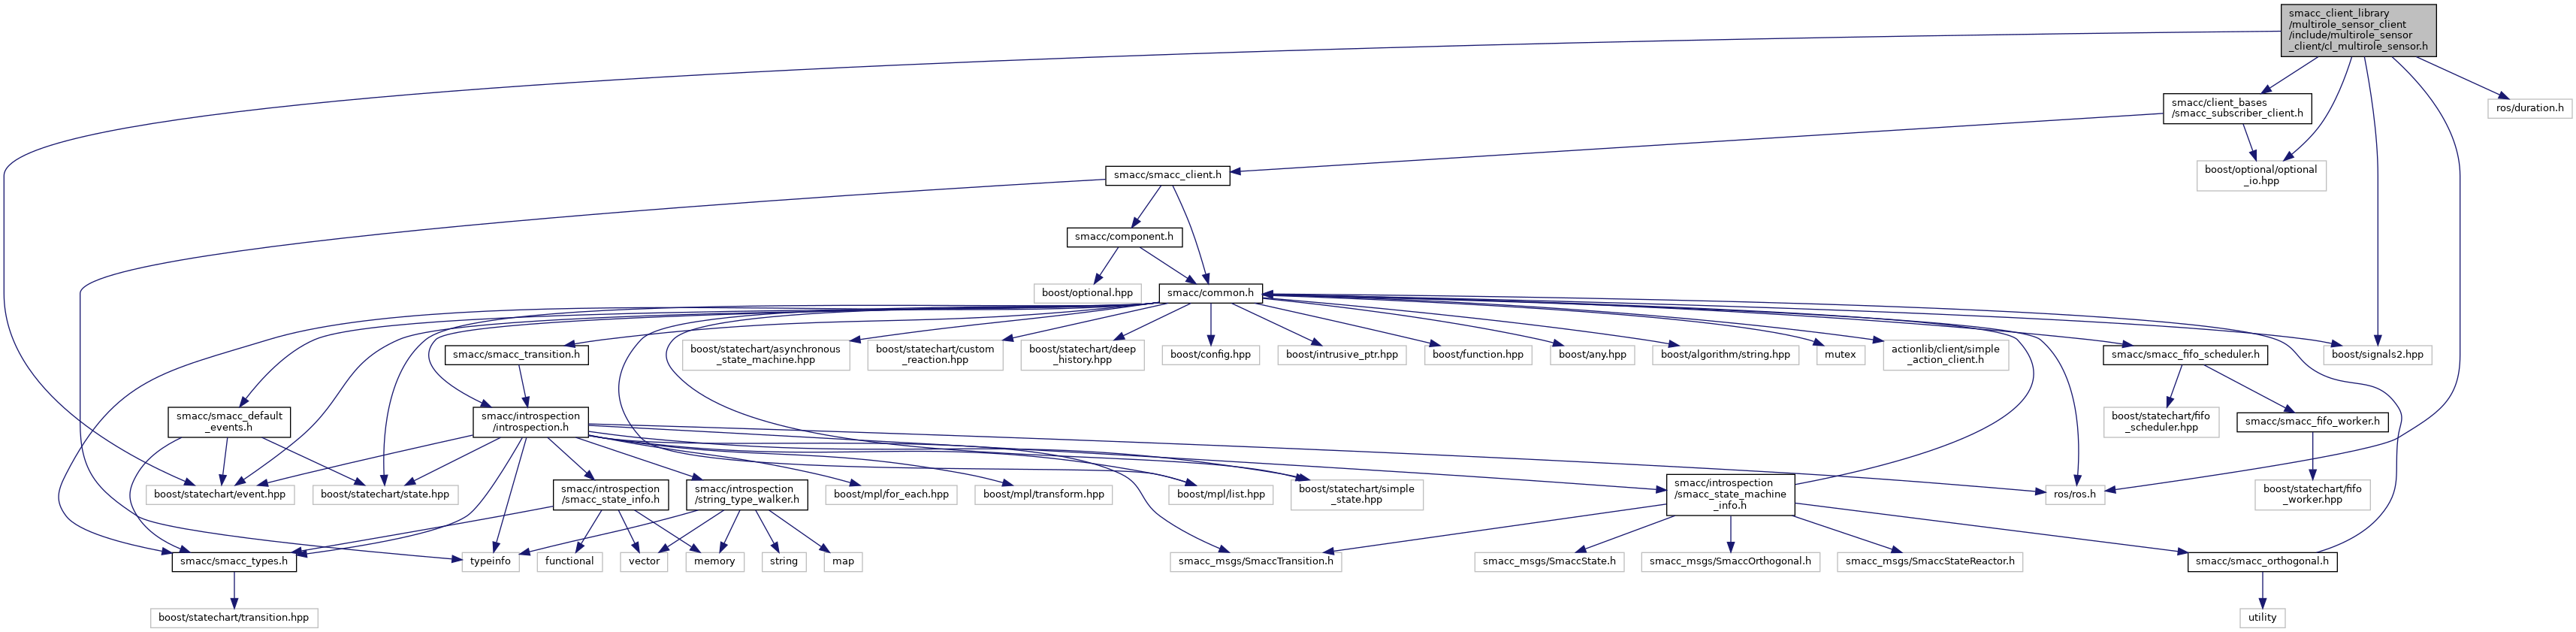 smacc_client_library
/multirole_sensor_client
/include/multirole_sensor
_client/cl_multirole_sensor.h
smacc/client_bases
/smacc_subscriber_client.h
ros/duration.h
smacc/smacc_client.h
boost/optional/optional
_io.hpp
smacc/component.h
boost/optional.hpp
smacc/common.h
smacc/smacc_transition.h
boost/statechart/asynchronous
_state_machine.hpp
boost/statechart/custom
_reaction.hpp
boost/statechart/deep
_history.hpp
boost/config.hpp
boost/intrusive_ptr.hpp
boost/function.hpp
boost/any.hpp
boost/algorithm/string.hpp
mutex
actionlib/client/simple
_action_client.h
smacc/smacc_fifo_scheduler.h
boost/signals2.hpp
smacc/smacc_default
_events.h
smacc/introspection
/introspection.h
boost/statechart/fifo
_scheduler.hpp
smacc/smacc_fifo_worker.h
boost/statechart/event.hpp
boost/statechart/state.hpp
smacc/introspection
/smacc_state_info.h
smacc/introspection
/string_type_walker.h
boost/mpl/for_each.hpp
boost/mpl/transform.hpp
boost/mpl/list.hpp
boost/statechart/simple
_state.hpp
smacc/introspection
/smacc_state_machine
_info.h
ros/ros.h
boost/statechart/fifo
_worker.hpp
smacc/smacc_types.h
typeinfo
functional
vector
memory
string
map
smacc_msgs/SmaccTransition.h
smacc_msgs/SmaccState.h
smacc_msgs/SmaccOrthogonal.h
smacc_msgs/SmaccStateReactor.h
smacc/smacc_orthogonal.h
boost/statechart/transition.hpp
utility